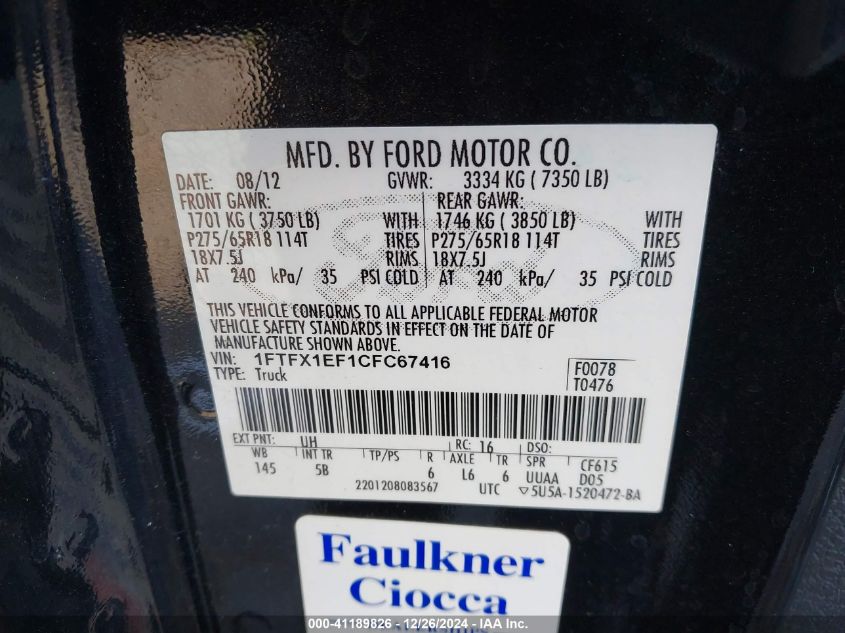 MFD. BY FORD MOTOR CO.
DATE: 08/12 GVWR: 3334 KG ( 7350 LB)
FRONT GAWR: REAR GAWR:
1701 KG ( 3750 LB) WITH 1746 KG ( 3850 LB) WITH
P275/65R18 114T TIRES P275/65R18 114T TIRES
18X7.5J RIMS 18X7.5J RIMS
AT 240 kPa/ 35 PSI COLD AT 240 kPa/ 35 PSI COLD
THIS VEHICLE CONFORMS TO ALL APPLICABLE FEDERAL MOTOR
VEHICLE SAFETY STANDARDS IN EFFECT ON THE DATE OF
MANUFACTURE SHOWN ABOVE.
VIN: 1FTFX1EF1CFC67416 F0078
TYPE: Truck T0476
EXT PNT: UH RC: 16 DSO:
WB INT TR TP/PS R AXLE TR SPR CF615
145 5B 6 L6 6 UUAA D05
2201208083567 UTC ▽5U5A-1520472-BA
Faulkner
Ciocca
000-41189826 - 12/26/2024 - IAA Inc.